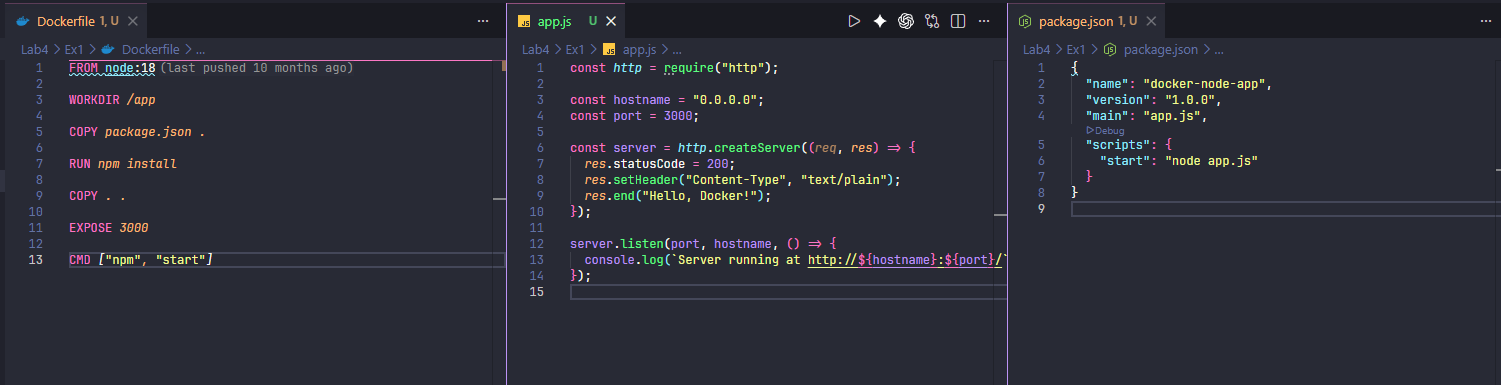 Dockerfile 1, U
Lab4 > Ex1 > Dockerfile > ...
1 FROM node:18 (last pushed 10 months ago)
2
3 WORKDIR /app
4
5 COPY package.json .
6
7 RUN npm install
8
9 COPY . .
10
11 EXPOSE 3000
12
13 CMD ["npm", "start"]
JS app.js U
Lab4 > Ex1 > JS app.js > ...
1 const http = require("http");
2
3 const hostname = "0.0.0.0";
4 const port = 3000;
5
6 const server = http.createServer((req, res) => {
7 res.statusCode = 200;
8 res.setHeader("Content-Type", "text/plain");
9 res.end("Hello, Docker!");
10 });
11
12 server.listen(port, hostname, () => {
13 console.log(`Server running at http://${hostname}:${port}/`
14 });
15
package.json 1, U
Lab4 > Ex1 > package.json > ...
1 {
2 "name": "docker-node-app",
3 "version": "1.0.0",
4 "main": "app.js",
Debug
5 "scripts": {
6 "start": "node app.js"
7 }
8 }
9